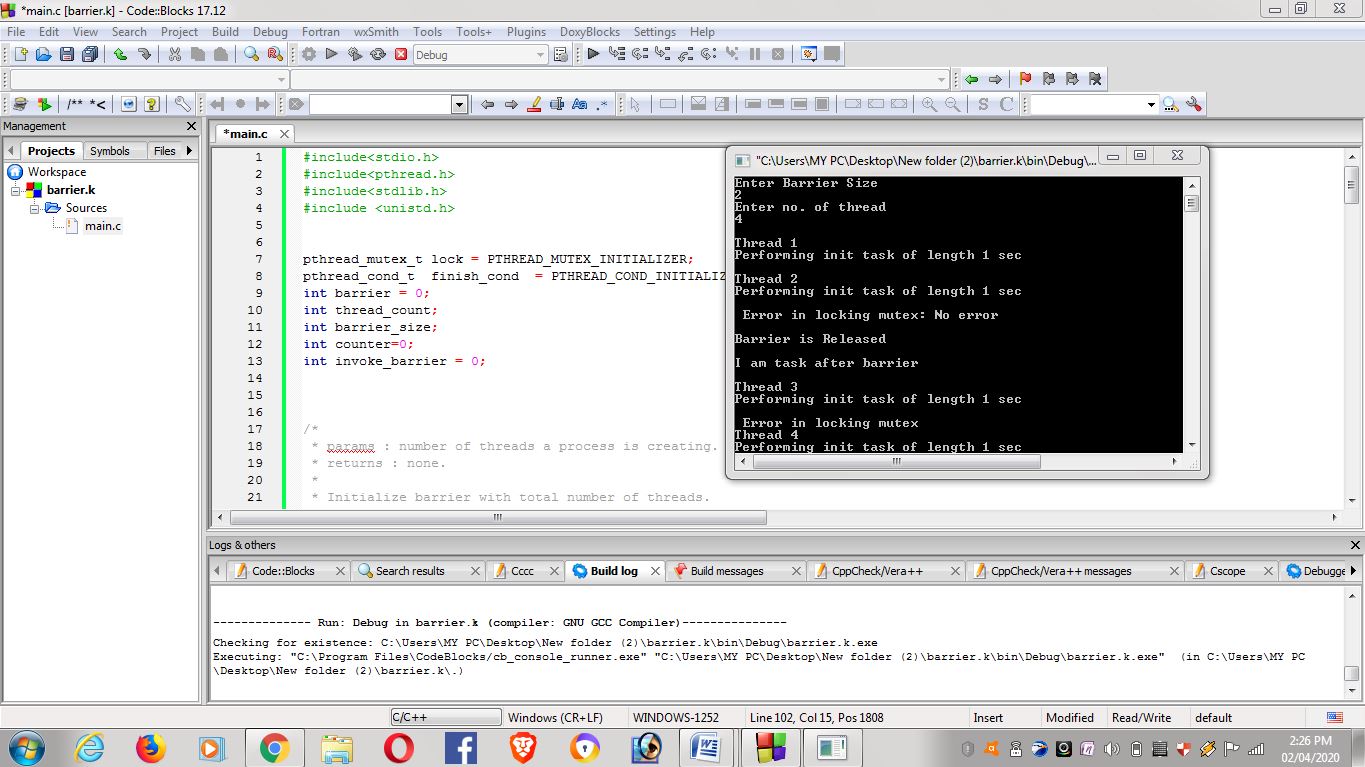 *main.c [barrier.k] - Code::Blocks 17.12
File Edit View Search Project Build Debug Fortran wxSmith Tools Tools+ Plugins DoxyBlocks Settings Help
Debug
/** *<
Aa .*
S C
Management
Projects Symbols Files
Workspace
barrier.k
Sources
main.c
*main.c
1 #include<stdio.h>
2 #include<pthread.h>
3 #include<stdlib.h>
4 #include <unistd.h>
5
6
7 pthread_mutex_t lock = PTHREAD_MUTEX_INITIALIZER;
8 pthread_cond_t finish_cond = PTHREAD_COND_INITIALIZ
9 int barrier = 0;
10 int thread_count;
11 int barrier_size;
12 int counter=0;
13 int invoke_barrier = 0;
14
15
16
17 /*
18 * params : number of threads a process is creating.
19 * returns : none.
20 *
21 * Initialize barrier with total number of threads.
"C:\Users\MY PC\Desktop\New folder (2)\barrier.k\bin\Debug\...
Enter Barrier Size
2
Enter no. of thread
4
Thread 1
Performing init task of length 1 sec
Thread 2
Performing init task of length 1 sec
Error in locking mutex: No error
Barrier is Released
I am task after barrier
Thread 3
Performing init task of length 1 sec
Error in locking mutex
Thread 4
Performing init task of length 1 sec
Logs & others
Code::Blocks Search results Cccc Build log Build messages CppCheck/Vera++ CppCheck/Vera++ messages Cscope Debugge
-------------- Run: Debug in barrier.k (compiler: GNU GCC Compiler)---------------
Checking for existence: C:\Users\MY PC\Desktop\New folder (2)\barrier.k\bin\Debug\barrier.k.exe
Executing: "C:\Program Files\CodeBlocks/cb_console_runner.exe" "C:\Users\MY PC\Desktop\New folder (2)\barrier.k\bin\Debug\barrier.k.exe" (in C:\Users\MY PC
\Desktop\New folder (2)\barrier.k\.)
C/C++ Windows (CR+LF) WINDOWS-1252 Line 102, Col 15, Pos 1808 Insert Modified Read/Write default
2:26 PM
02/04/2020